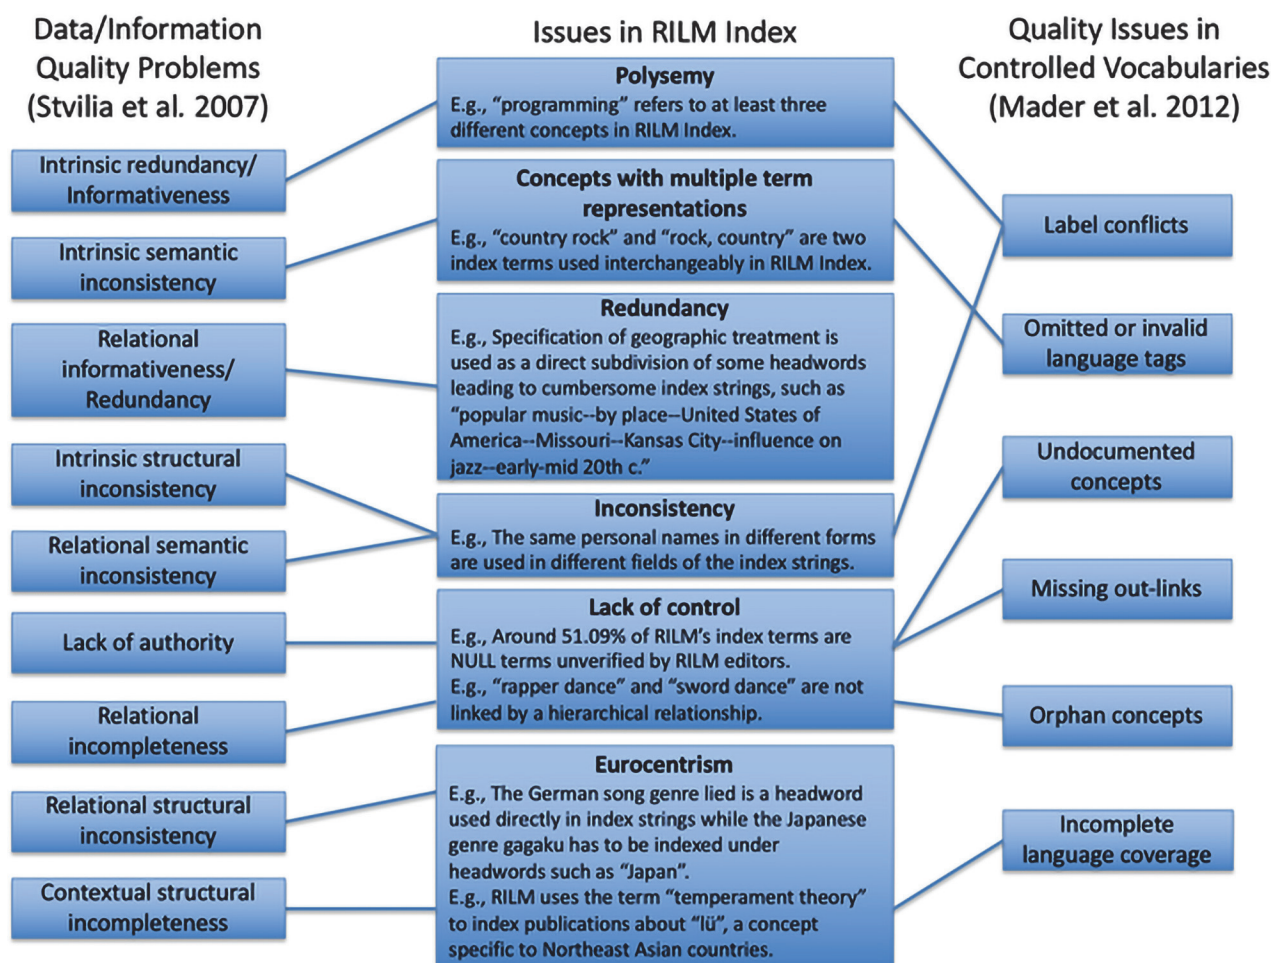 Data/Information
Quality Problems
(Stvilia et al. 2007)
Intrinsic redundancy/
Informativeness
Intrinsic semantic
inconsistency
Relational
informativeness/
Redundancy
Intrinsic structural
inconsistency
Relational semantic
inconsistency
Lack of authority
Relational
incompleteness
Relational structural
inconsistency
Contextual structural
incompleteness
Issues in RILM Index
Polysemy
E.g., “programming” refers to at least three
different concepts in RILM Index.
Concepts with multiple term
representations
E.g., “country rock” and “rock, country” are two
index terms used interchangeably in RILM Index.
Redundancy
E.g., Specification of geographic treatment is
used as a direct subdivision of some headwords
leading to cumbersome index strings, such as
“popular music--by place--United States of
America--Missouri--Kansas City--influence on
jazz--early-mid 20th c.”
Inconsistency
E.g., The same personal names in different forms
are used in different fields of the index strings.
Lack of control
E.g., Around 51.09% of RILM’s index terms are
NULL terms unverified by RILM editors.
E.g., “rapper dance” and “sword dance” are not
linked by a hierarchical relationship.
Eurocentrism
E.g., The German song genre lied is a headword
used directly in index strings while the Japanese
genre gagaku has to be indexed under
headwords such as “Japan”.
E.g., RILM uses the term “temperament theory”
to index publications about “lü”, a concept
specific to Northeast Asian countries.
Quality Issues in
Controlled Vocabularies
(Mader et al. 2012)
Label conflicts
Omitted or invalid
language tags
Undocumented
concepts
Missing out-links
Orphan concepts
Incomplete
language coverage